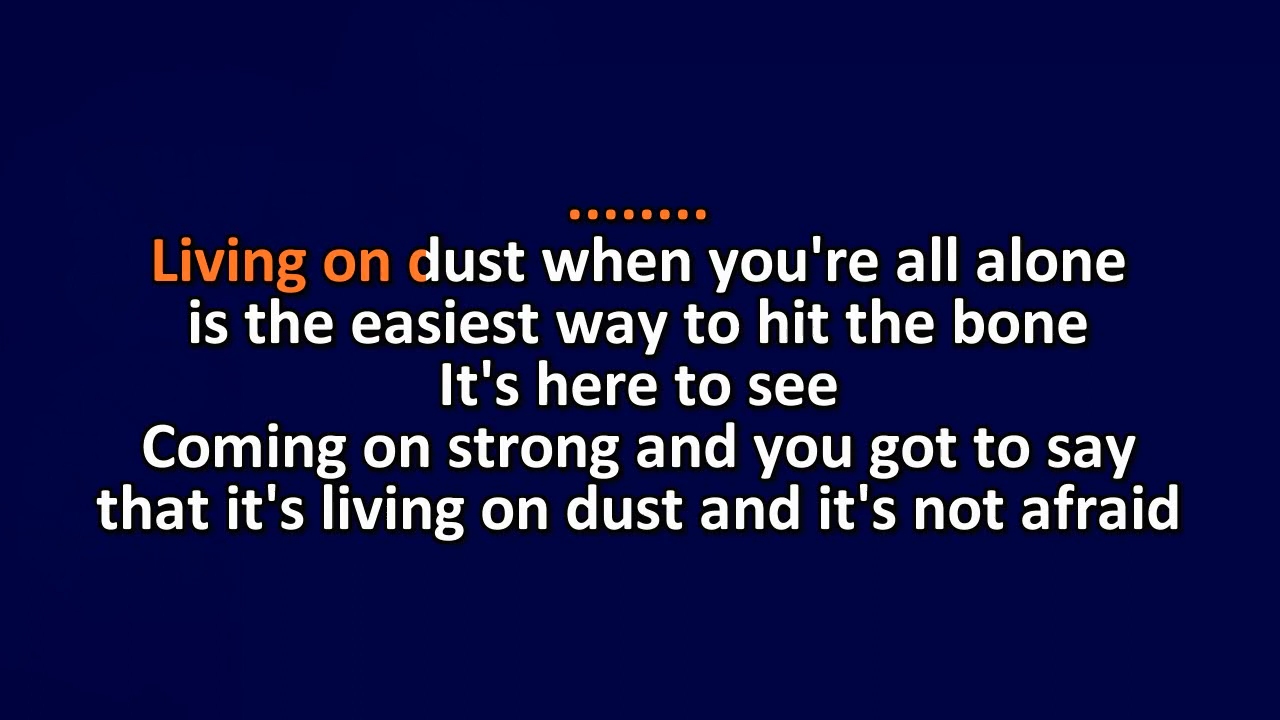 ........
Living on dust when you're all alone
is the easiest way to hit the bone
It's here to see
Coming on strong and you got to say
that it's living on dust and it's not afraid